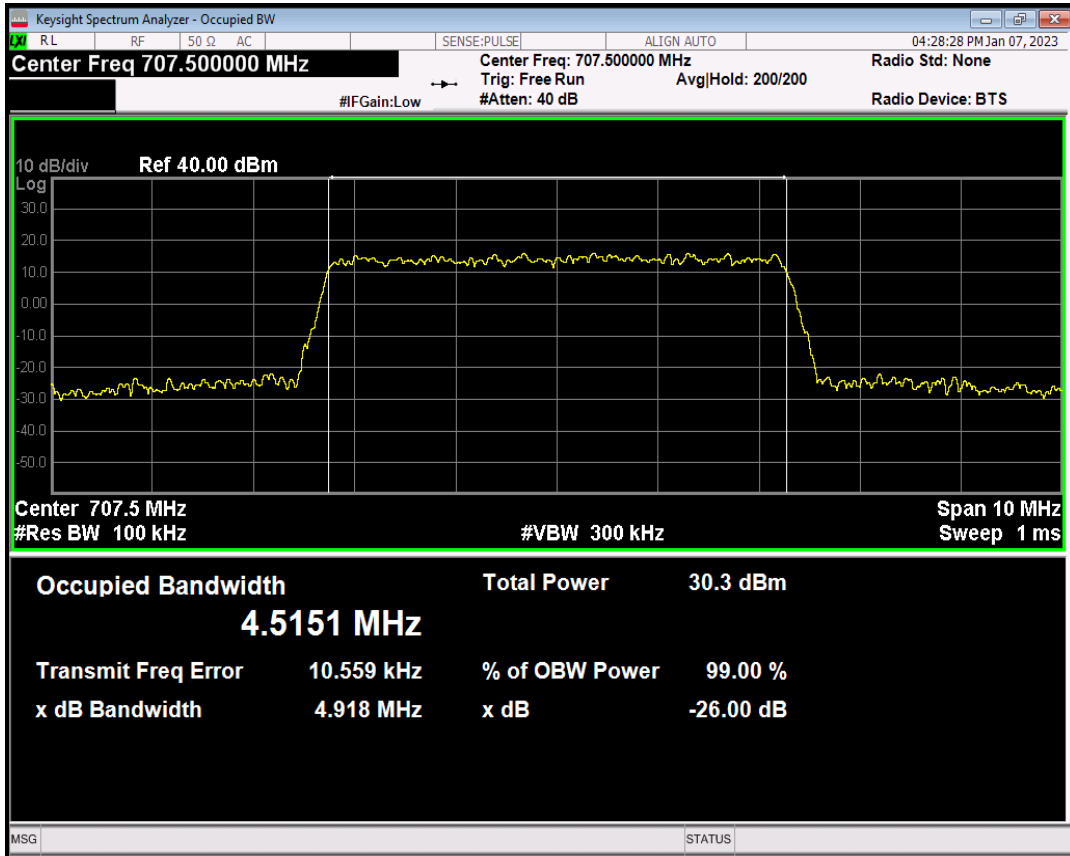 Keysight Spectrum Analyzer - Occupied BW
LXI RL RF 50 Ω AC SENSE:PULSE ALIGN AUTO 04:28:28 PM Jan 07, 2023
Center Freq 707.500000 MHz Center Freq: 707.500000 MHz Radio Std: None
Trig: Free Run Avg|Hold: 200/200
#IFGain:Low #Atten: 40 dB Radio Device: BTS
10 dB/div Ref 40.00 dBm
Log
30.0
20.0
10.0
0.00
-10.0
-20.0
-30.0
-40.0
-50.0
Center 707.5 MHz Span 10 MHz
#Res BW 100 kHz #VBW 300 kHz Sweep 1 ms
Occupied Bandwidth Total Power 30.3 dBm
4.5151 MHz
Transmit Freq Error 10.559 kHz % of OBW Power 99.00 %
x dB Bandwidth 4.918 MHz x dB -26.00 dB
MSG STATUS